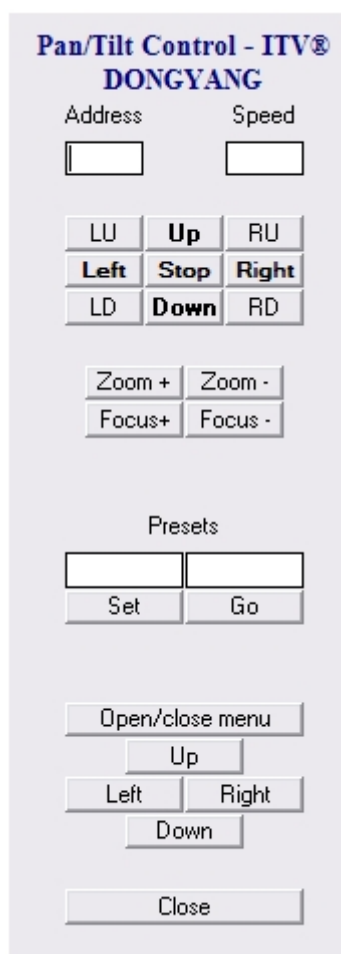 Pan/Tilt Control - ITV®
DONGYANG
Address Speed
LU Up RU
Left Stop Right
LD Down RD
Zoom + Zoom -
Focus+ Focus -
Presets
Set Go
Open/close menu
Up
Left Right
Down
Close